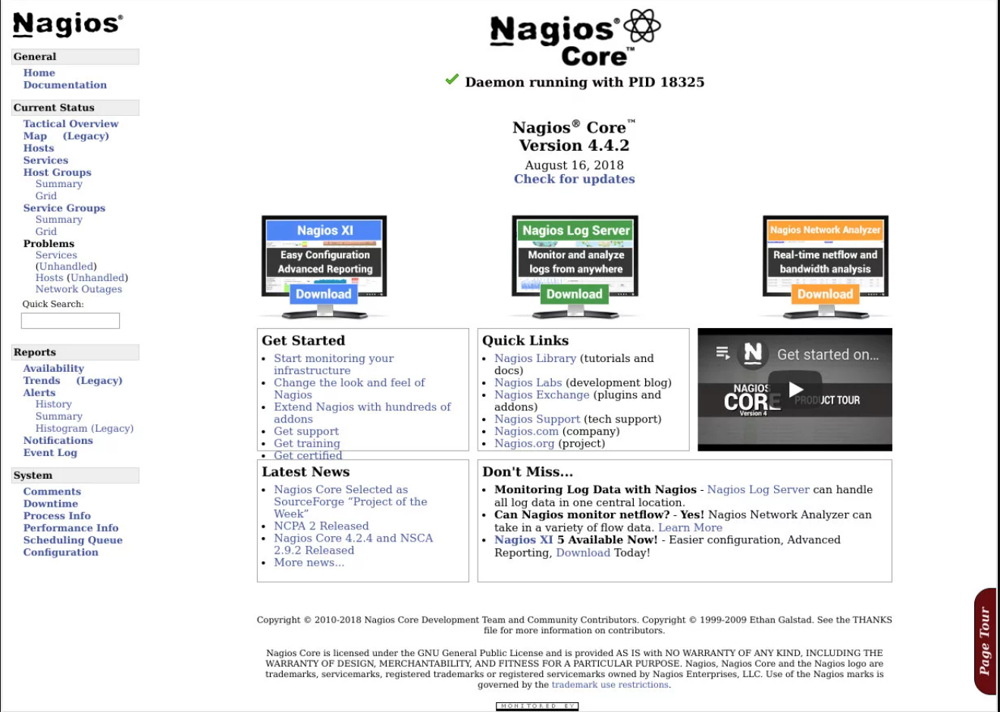 Nagios®
General
Home
Documentation
Current Status
Tactical Overview
Map (Legacy)
Hosts
Services
Host Groups
Summary
Grid
Service Groups
Summary
Grid
Problems
Services
(Unhandled)
Hosts (Unhandled)
Network Outages
Quick Search:
Reports
Availability
Trends (Legacy)
Alerts
History
Summary
Histogram (Legacy)
Notifications
Event Log
System
Comments
Downtime
Process Info
Performance Info
Scheduling Queue
Configuration
Nagios®
Core™
Daemon running with PID 18325
Nagios® Core™
Version 4.4.2
August 16, 2018
Check for updates
Nagios XI
Easy Configuration
Advanced Reporting
Download
Nagios Log Server
Monitor and analyze
logs from anywhere
Download
Nagios Network Analyzer
Real-time netflow and
bandwidth analysis
Download
Get Started
• Start monitoring your
infrastructure
• Change the look and feel of
Nagios
• Extend Nagios with hundreds of
addons
• Get support
• Get training
• Get certified
Quick Links
• Nagios Library (tutorials and
docs)
• Nagios Labs (development blog)
• Nagios Exchange (plugins and
addons)
• Nagios Support (tech support)
• Nagios.com (company)
• Nagios.org (project)
N Get started on...
NAGIOS
CORE PRODUCT TOUR
Version 4
Latest News
• Nagios Core Selected as
SourceForge “Project of the
Week”
• NCPA 2 Released
• Nagios Core 4.2.4 and NSCA
2.9.2 Released
• More news...
Don't Miss...
• Monitoring Log Data with Nagios - Nagios Log Server can handle
all log data in one central location.
• Can Nagios monitor netflow? - Yes! Nagios Network Analyzer can
take in a variety of flow data. Learn More
• Nagios XI 5 Available Now! - Easier configuration, Advanced
Reporting, Download Today!
Copyright © 2010-2018 Nagios Core Development Team and Community Contributors. Copyright © 1999-2009 Ethan Galstad. See the THANKS
file for more information on contributors.
Nagios Core is licensed under the GNU General Public License and is provided AS IS with NO WARRANTY OF ANY KIND, INCLUDING THE
WARRANTY OF DESIGN, MERCHANTABILITY, AND FITNESS FOR A PARTICULAR PURPOSE. Nagios, Nagios Core and the Nagios logo are
trademarks, servicemarks, registered trademarks or registered servicemarks owned by Nagios Enterprises, LLC. Use of the Nagios marks is
governed by the trademark use restrictions.
MONITORED BY
Page Tour